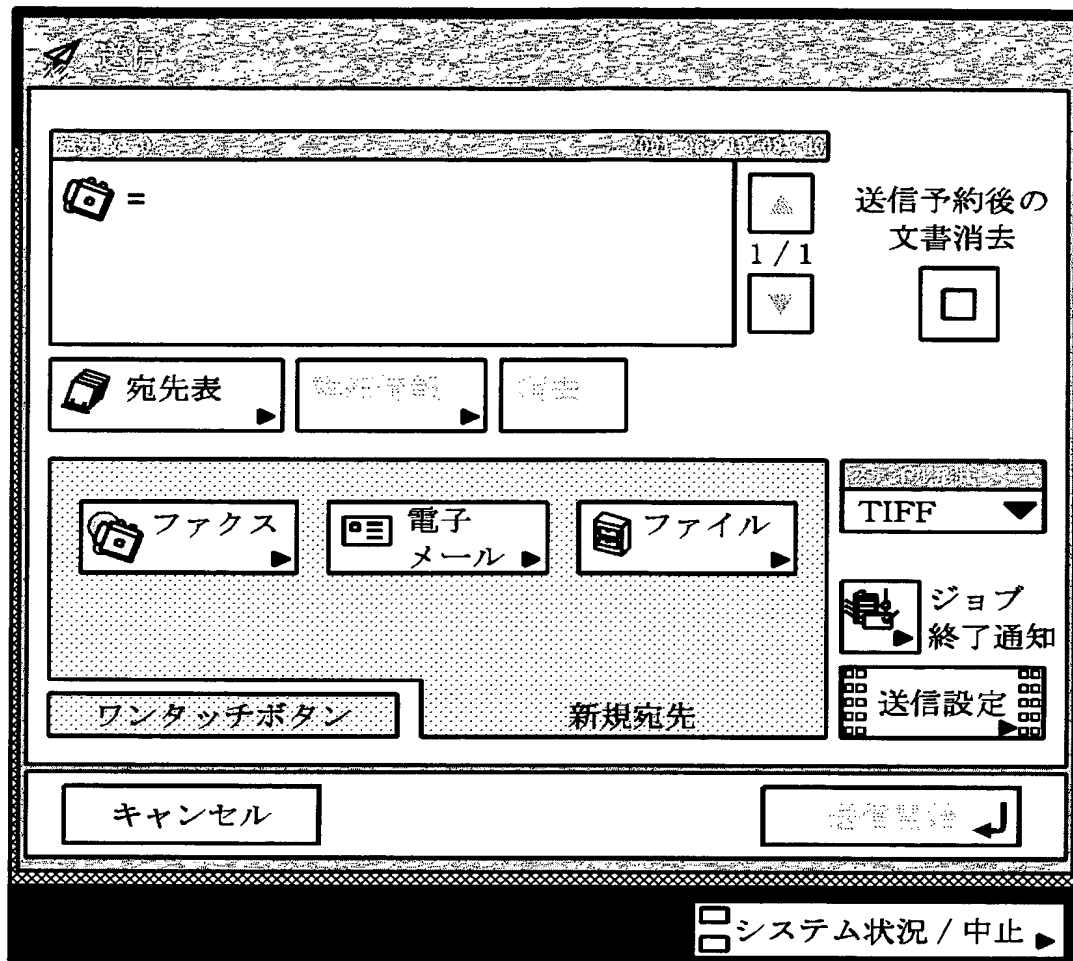 送信
=
1/1
送信予約後の
文書消去
宛先表
ファクス
電子
メール
ファイル
TIFF
ジョブ
終了通知
ワンタッチボタン
新規宛先
送信設定
キャンセル
システム状況/中止